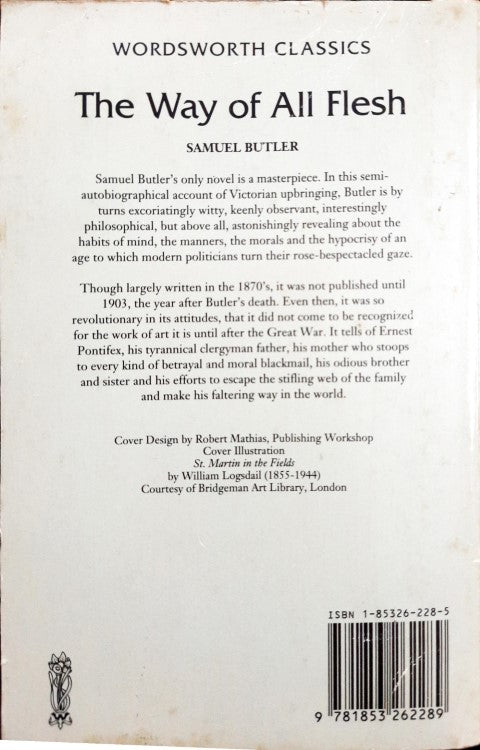 WORDSWORTH CLASSICS
The Way of All Flesh
SAMUEL BUTLER
Samuel Butler's only novel is a masterpiece. In this semi-
autobiographical account of Victorian upbringing, Butler is by
turns excoriatingly witty, keenly observant, interestingly
philosophical, but above all, astonishingly revealing about the
habits of mind, the manners, the morals and the hypocrisy of an
age to which modern politicians turn their rose-bespectacled gaze.
Though largely written in the 1870's, it was not published until
1903, the year after Butler's death. Even then, it was so
revolutionary in its attitudes, that it did not come to be recognized
for the work of art it is until after the Great War. It tells of Ernest
Pontifex, his tyrannical clergyman father, his mother who stoops
to every kind of betrayal and moral blackmail, his odious brother
and sister and his efforts to escape the stifling web of the family
and make his faltering way in the world.
Cover Design by Robert Mathias, Publishing Workshop
Cover Illustration
St. Martin in the Fields
by William Logsdail (1855-1944)
Courtesy of Bridgeman Art Library, London
ISBN 1-85326-228-5
9 781853 262289
W